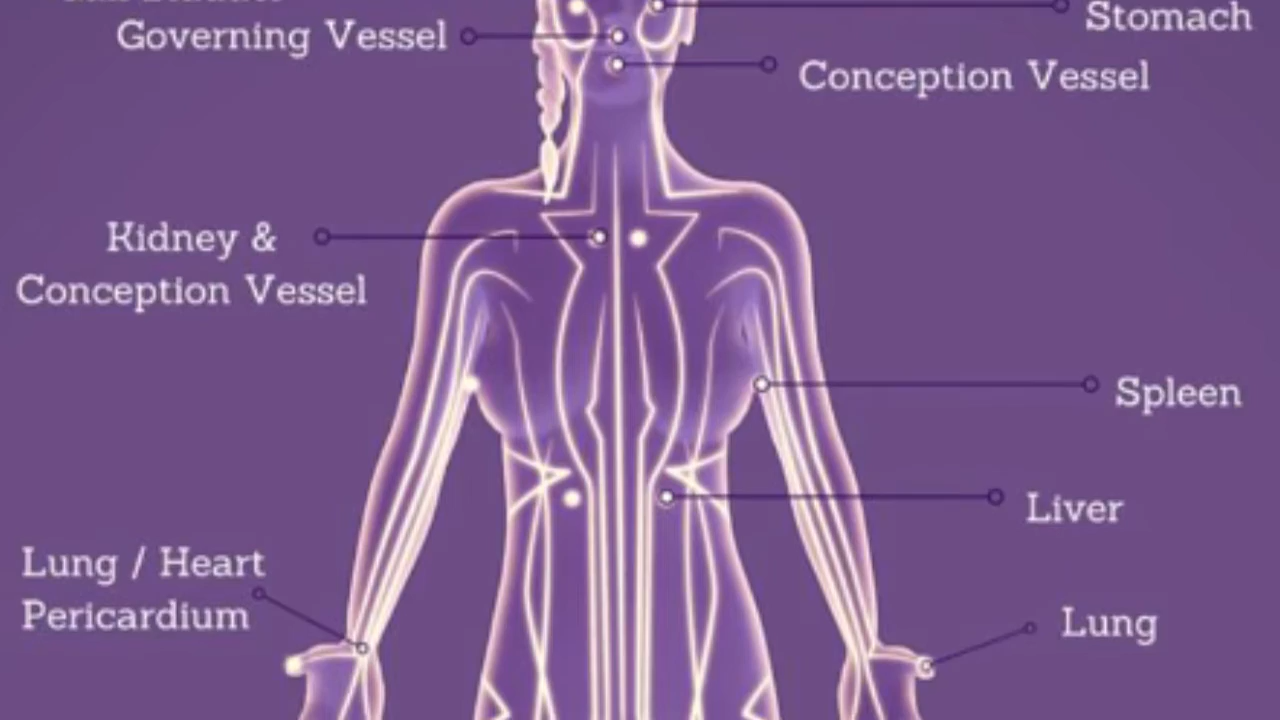 Stomach
Governing Vessel
Conception Vessel
Kidney &
Conception Vessel
Spleen
Liver
Lung / Heart
Pericardium
Lung